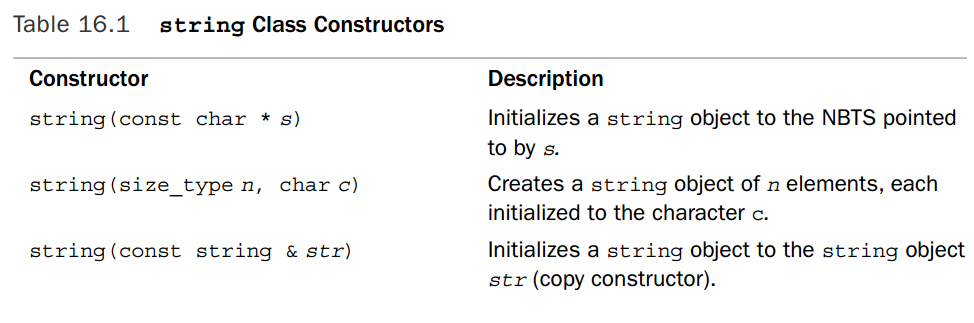 Table 16.1 string Class Constructors
Constructor Description
string(const char * s) Initializes a string object to the NBTS pointed
to by s.
string(size_type n, char c) Creates a string object of n elements, each
initialized to the character c.
string(const string & str) Initializes a string object to the string object
str (copy constructor).